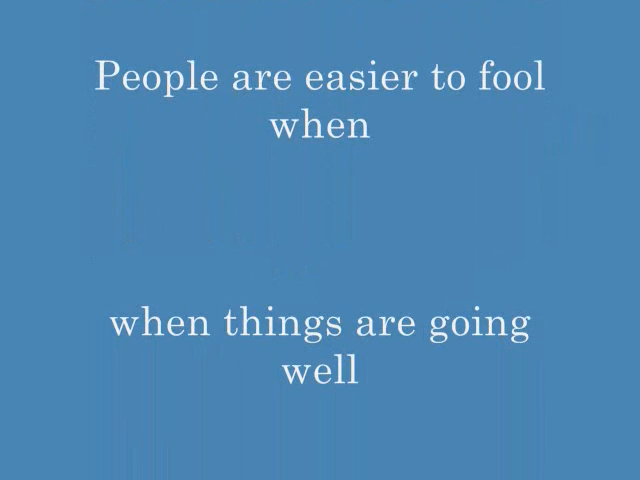 People are easier to fool
when
when things are going
well